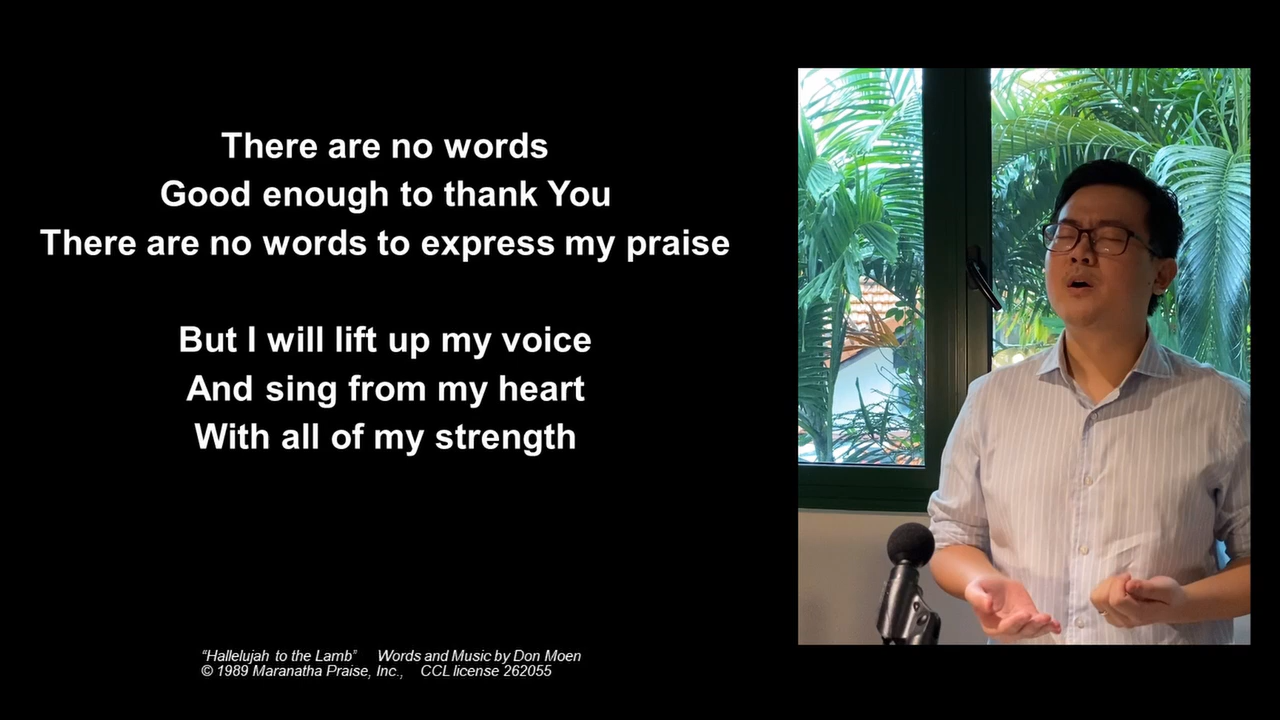 There are no words
Good enough to thank You
There are no words to express my praise
But I will lift up my voice
And sing from my heart
With all of my strength
“Hallelujah to the Lamb” Words and Music by Don Moen
© 1989 Maranatha Praise, Inc., CCL license 262055